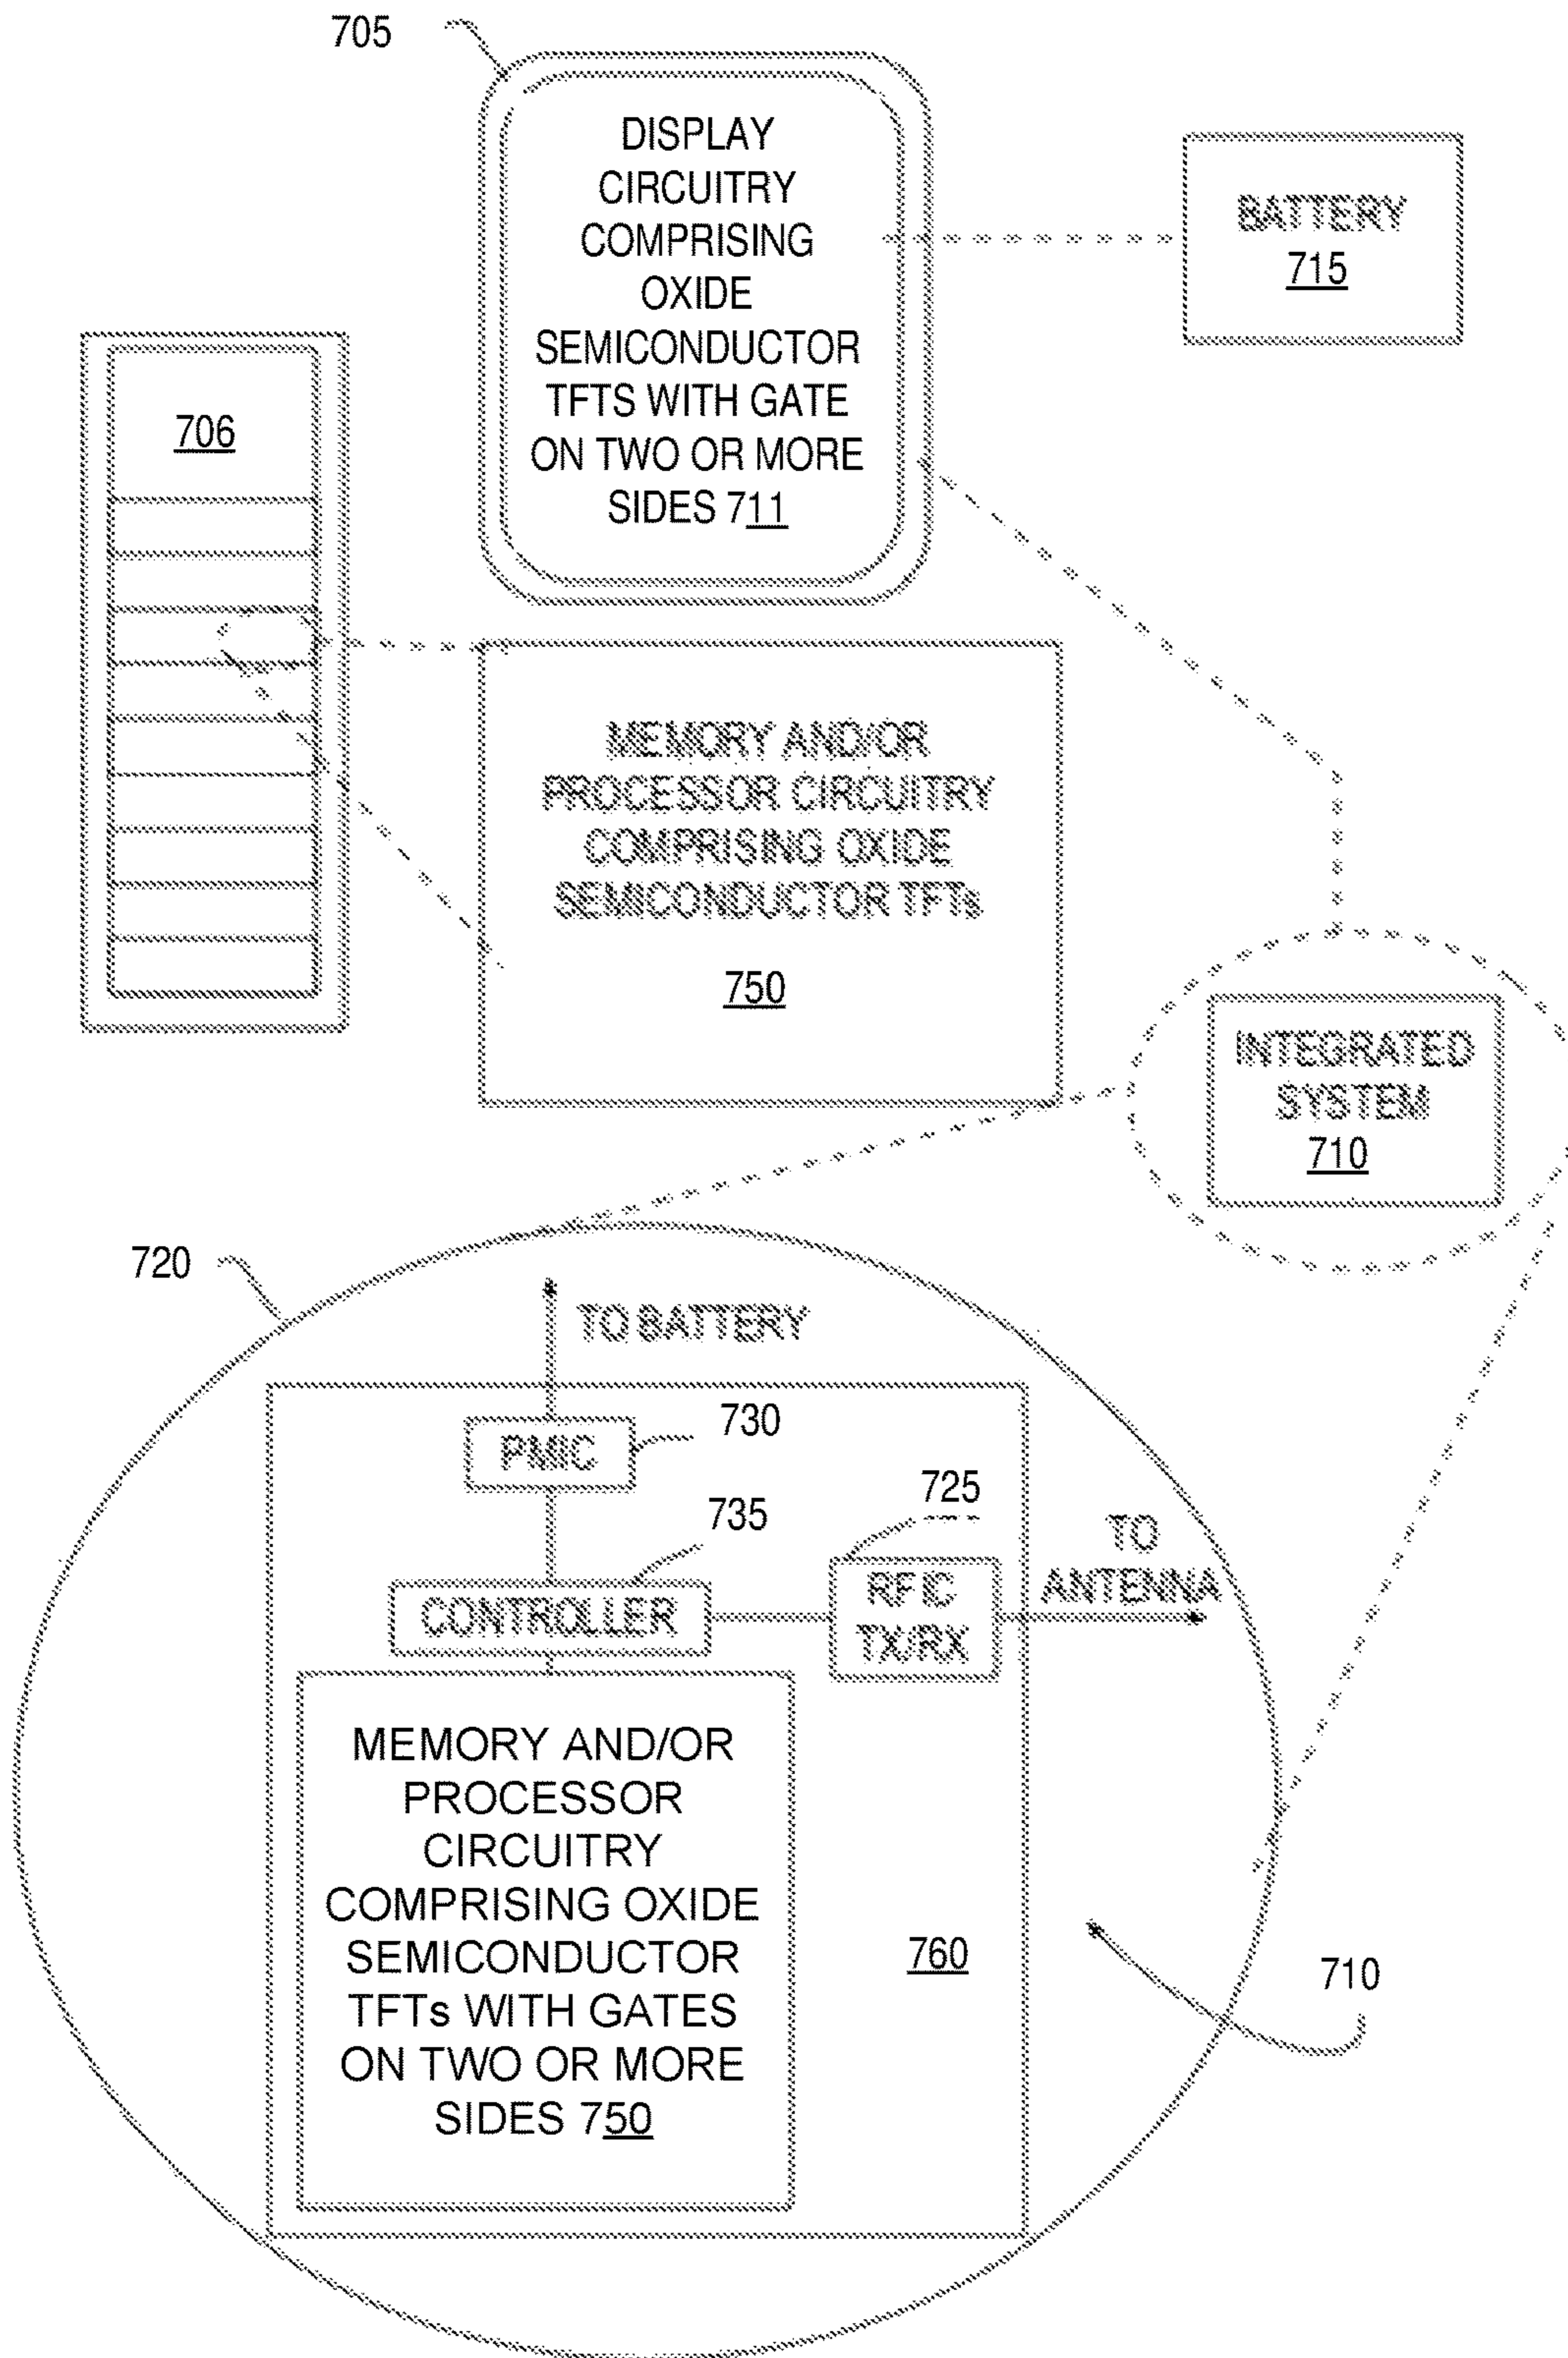 705
DISPLAY
CIRCUITRY
COMPRISING
OXIDE
SEMICONDUCTOR
TFTS WITH GATE
ON TWO OR MORE
SIDES 711
BATTERY
715
706
MEMORY AND/OR
PROCESSOR CIRCUITRY
COMPRISING OXIDE
SEMICONDUCTOR TFTs
750
INTEGRATED
SYSTEM
710
720
TO BATTERY
PMIC
730
735
725
CONTROLLER
RFIC
TX/RX
TO
ANTENNA
MEMORY AND/OR
PROCESSOR
CIRCUITRY
COMPRISING OXIDE
SEMICONDUCTOR
TFTs WITH GATES
ON TWO OR MORE
SIDES 750
760
710